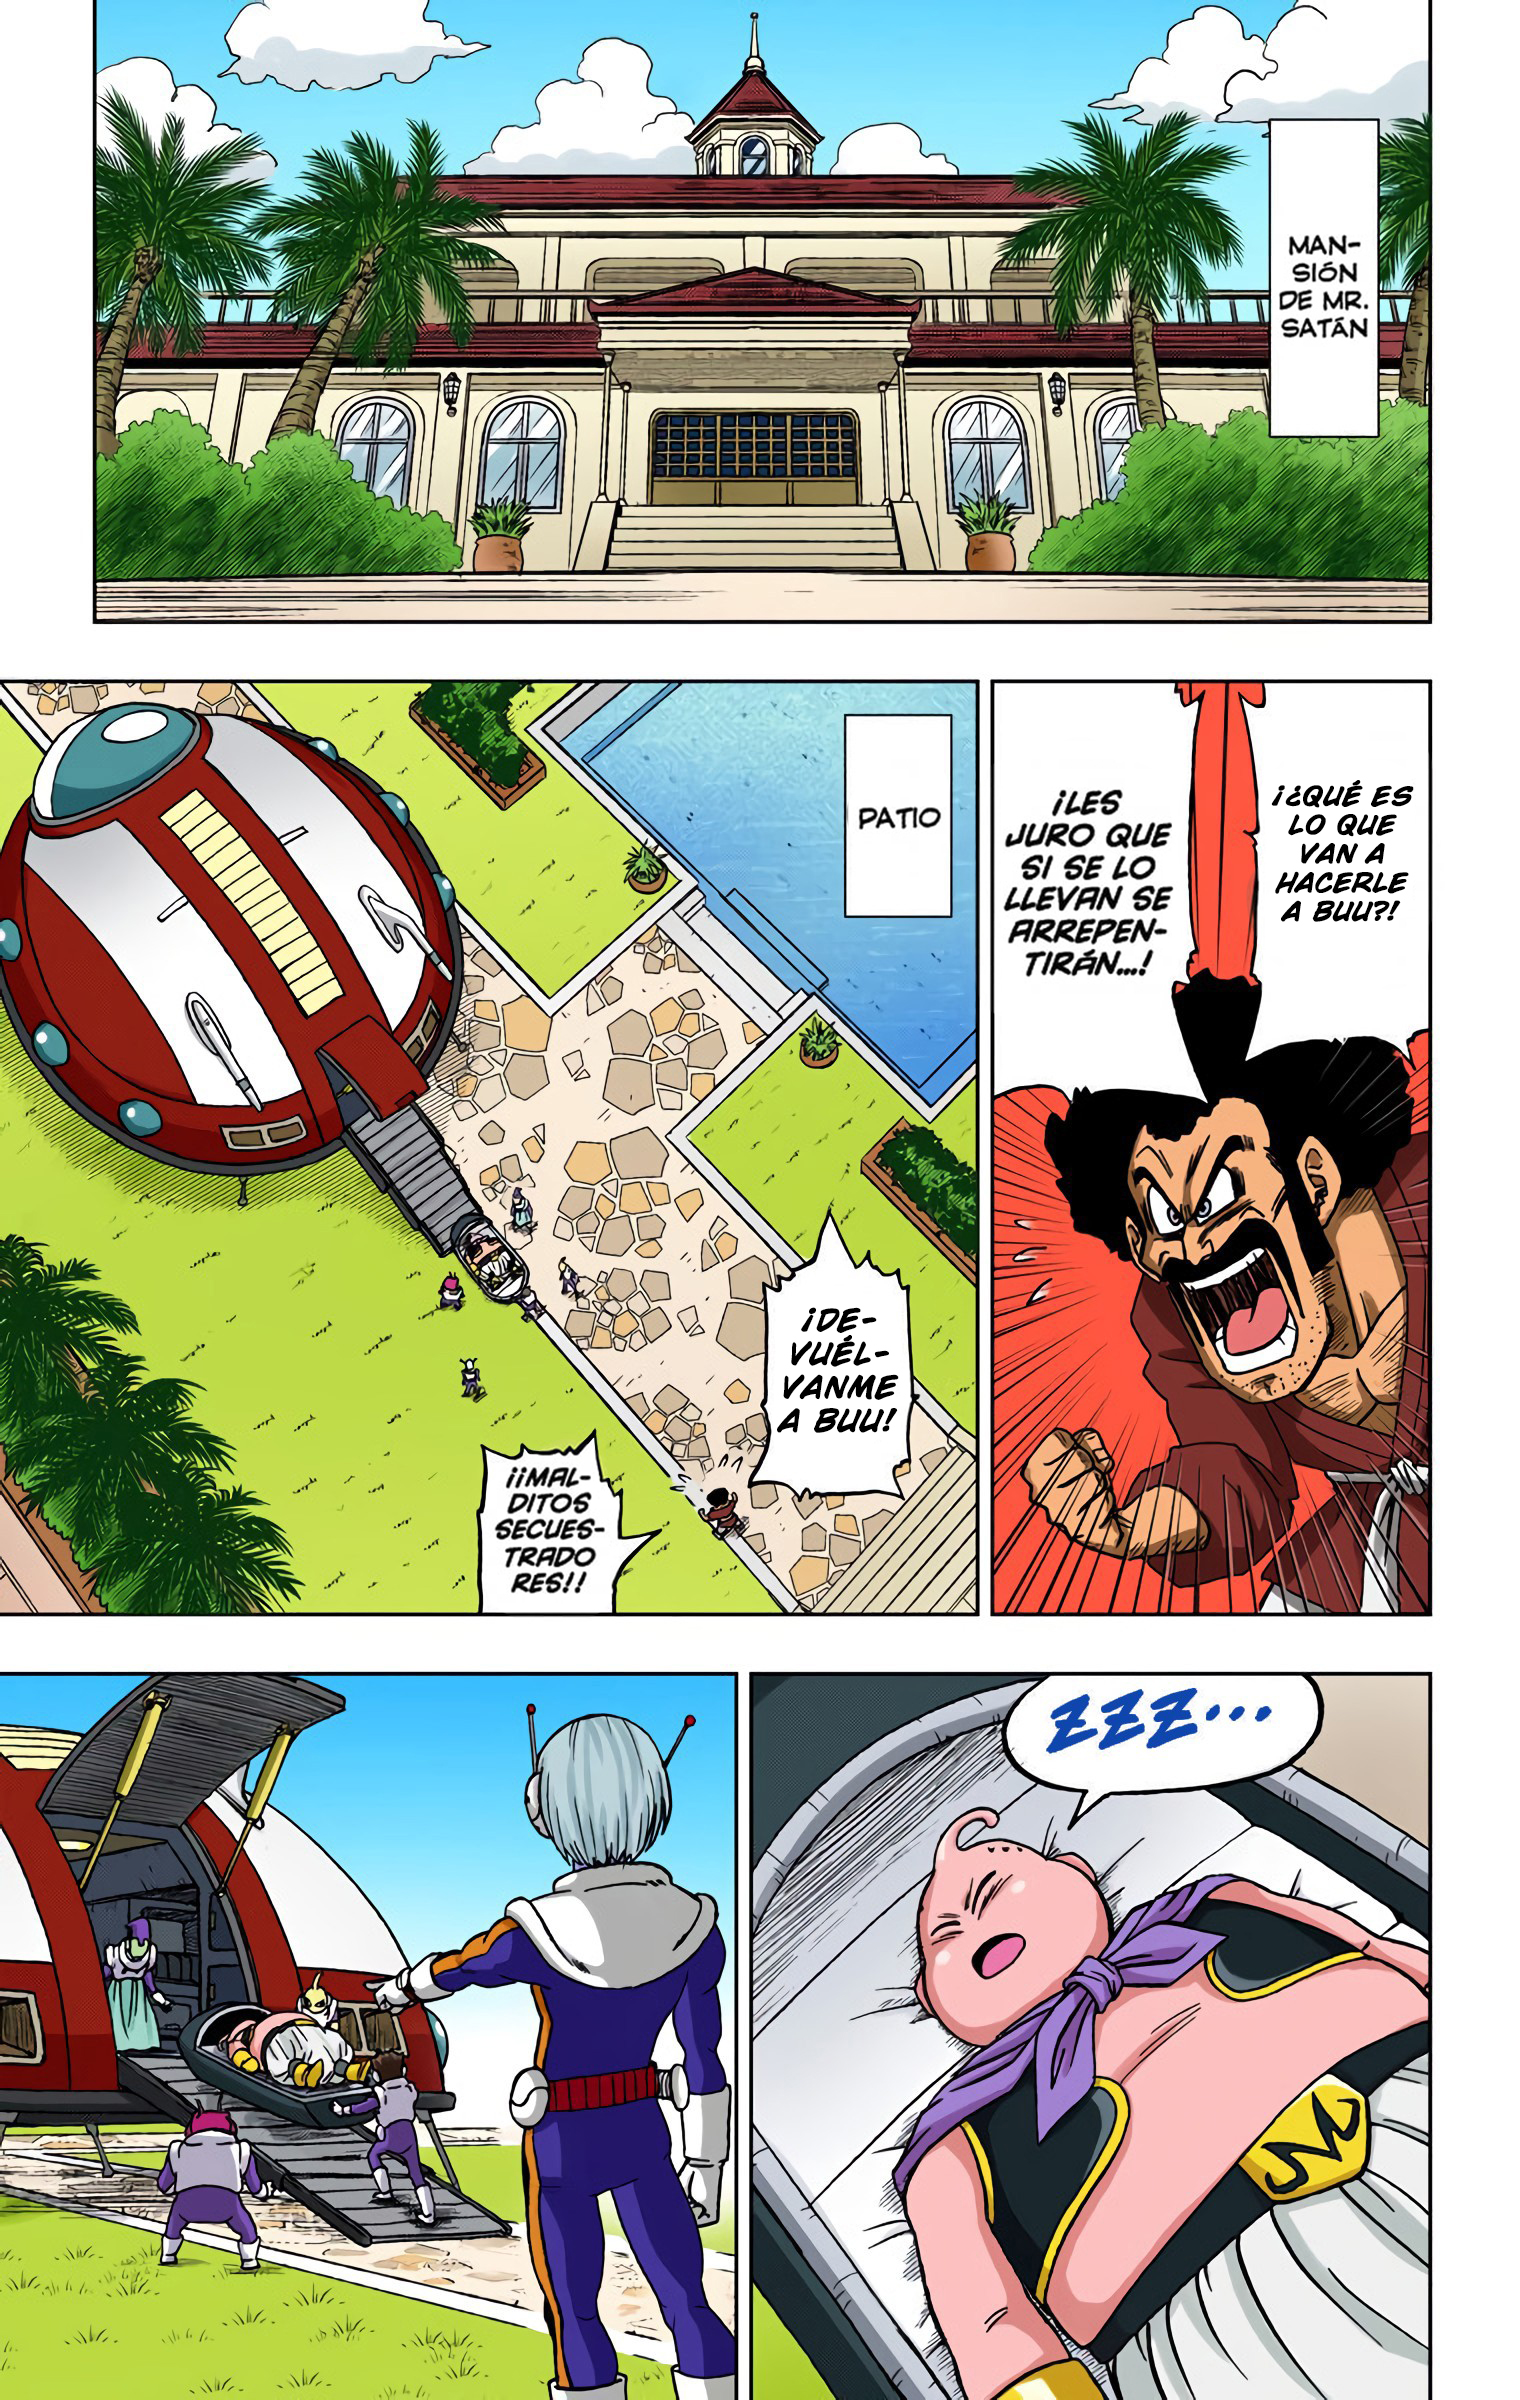 MAN-
SIÓN
DE MR.
SATÁN
¡¿QUÉ ES
LO QUE
VAN A
HACERLE
A BUU?!
¡LES
JURO QUE
SI SE LO
LLEVAN SE
ARREPEN-
TIRÁN...!
PATIO
¡DE-
VUÉL-
VANME
A BUU!
¡¡MAL-
DITOS
SECUES-
TRADO
RES!!
ZZZ...
M